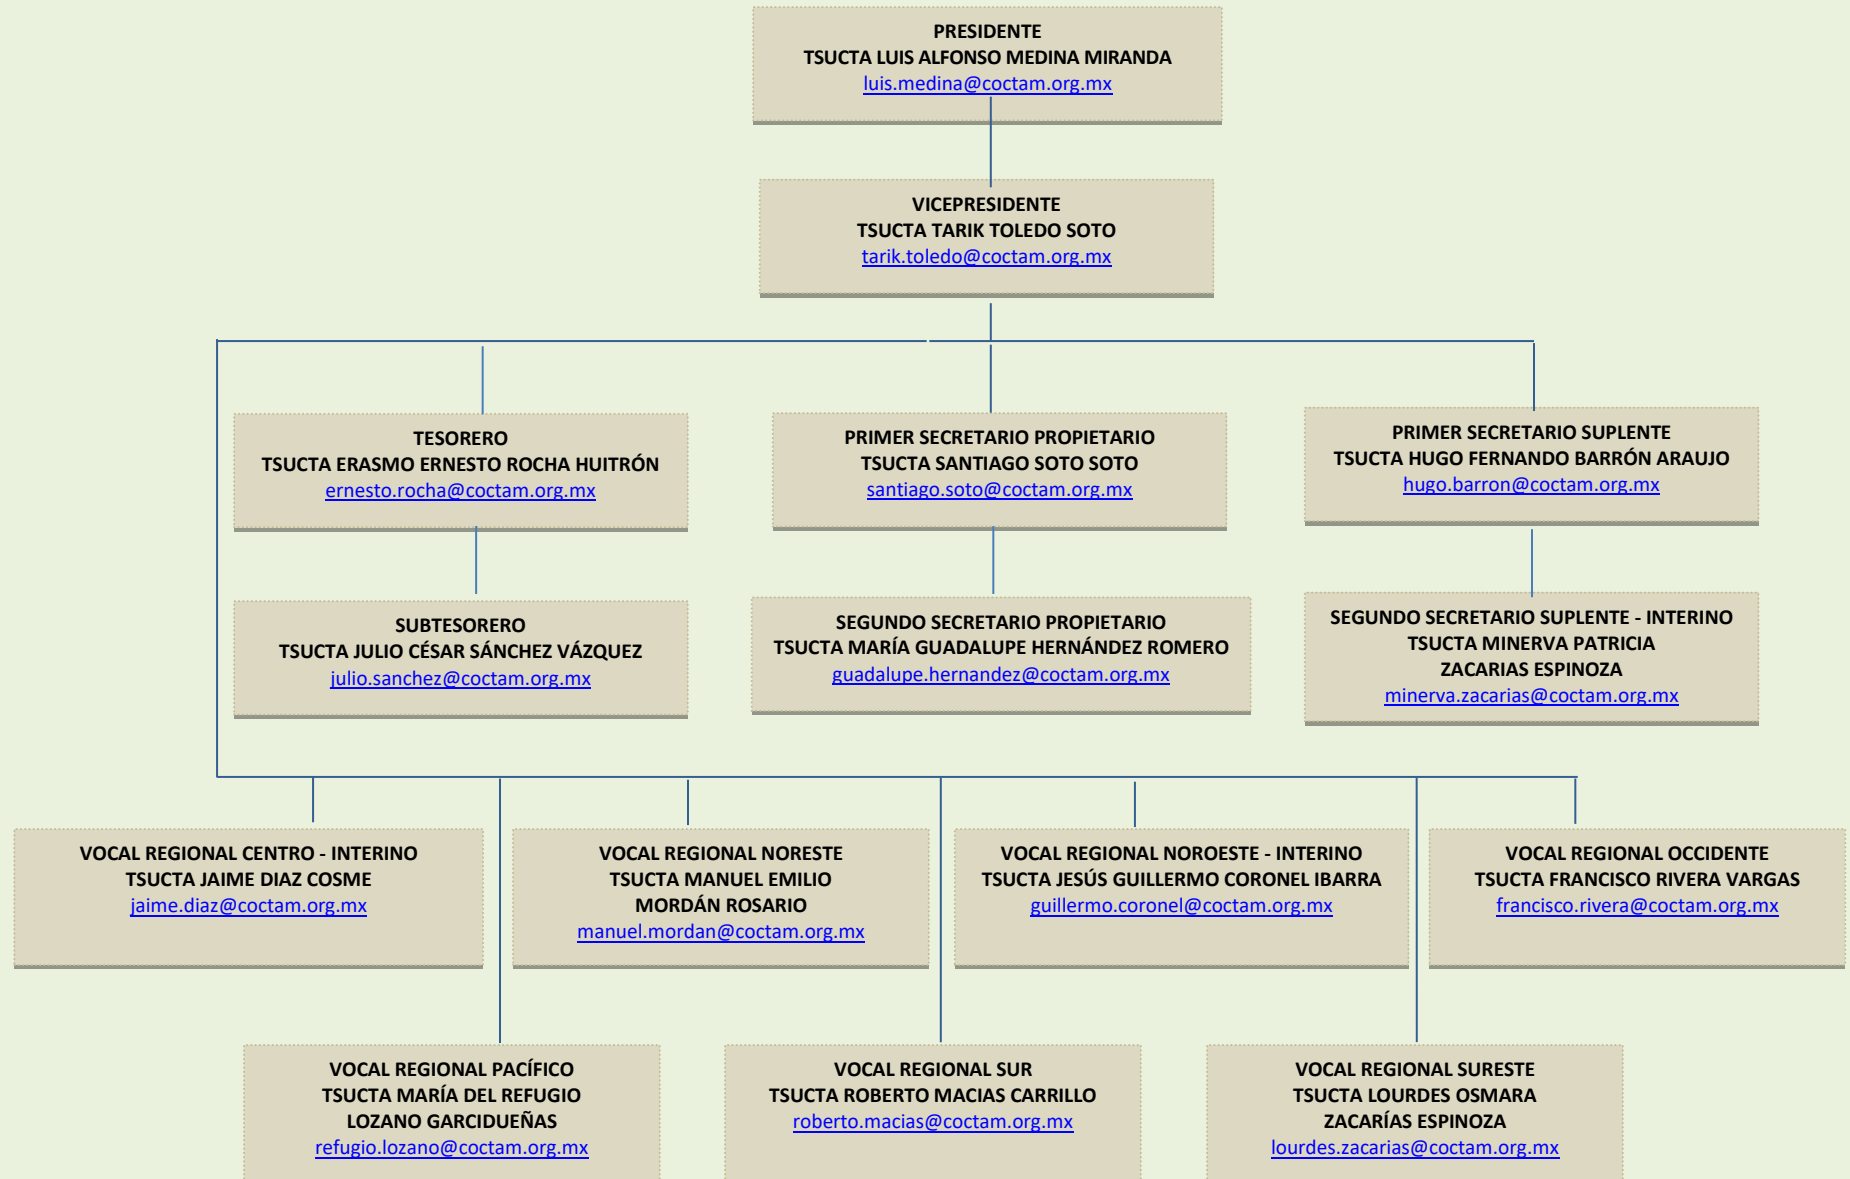 PRESIDENTE
TSUCTA LUIS ALFONSO MEDINA MIRANDA
luis.medina@coctam.org.mx
VICEPRESIDENTE
TSUCTA TARIK TOLEDO SOTO
tarik.toledo@coctam.org.mx
TESORERO
TSUCTA ERASMO ERNESTO ROCHA HUITRÓN
ernesto.rocha@coctam.org.mx
PRIMER SECRETARIO PROPIETARIO
TSUCTA SANTIAGO SOTO SOTO
santiago.soto@coctam.org.mx
PRIMER SECRETARIO SUPLENTE
TSUCTA HUGO FERNANDO BARRÓN ARAUJO
hugo.barron@coctam.org.mx
SUBTESORERO
TSUCTA JULIO CÉSAR SÁNCHEZ VÁZQUEZ
julio.sanchez@coctam.org.mx
SEGUNDO SECRETARIO PROPIETARIO
TSUCTA MARÍA GUADALUPE HERNÁNDEZ ROMERO
guadalupe.hernandez@coctam.org.mx
SEGUNDO SECRETARIO SUPLENTE - INTERINO
TSUCTA MINERVA PATRICIA
ZACARIAS ESPINOZA
minerva.zacarias@coctam.org.mx
VOCAL REGIONAL CENTRO - INTERINO
TSUCTA JAIME DIAZ COSME
jaime.diaz@coctam.org.mx
VOCAL REGIONAL NORESTE
TSUCTA MANUEL EMILIO
MORDÁN ROSARIO
manuel.mordan@coctam.org.mx
VOCAL REGIONAL NOROESTE - INTERINO
TSUCTA JESÚS GUILLERMO CORONEL IBARRA
guillermo.coronel@coctam.org.mx
VOCAL REGIONAL OCCIDENTE
TSUCTA FRANCISCO RIVERA VARGAS
francisco.rivera@coctam.org.mx
VOCAL REGIONAL PACÍFICO
TSUCTA MARÍA DEL REFUGIO
LOZANO GARCIDUEÑAS
refugio.lozano@coctam.org.mx
VOCAL REGIONAL SUR
TSUCTA ROBERTO MACIAS CARRILLO
roberto.macias@coctam.org.mx
VOCAL REGIONAL SURESTE
TSUCTA LOURDES OSMARA
ZACARÍAS ESPINOZA
lourdes.zacarias@coctam.org.mx